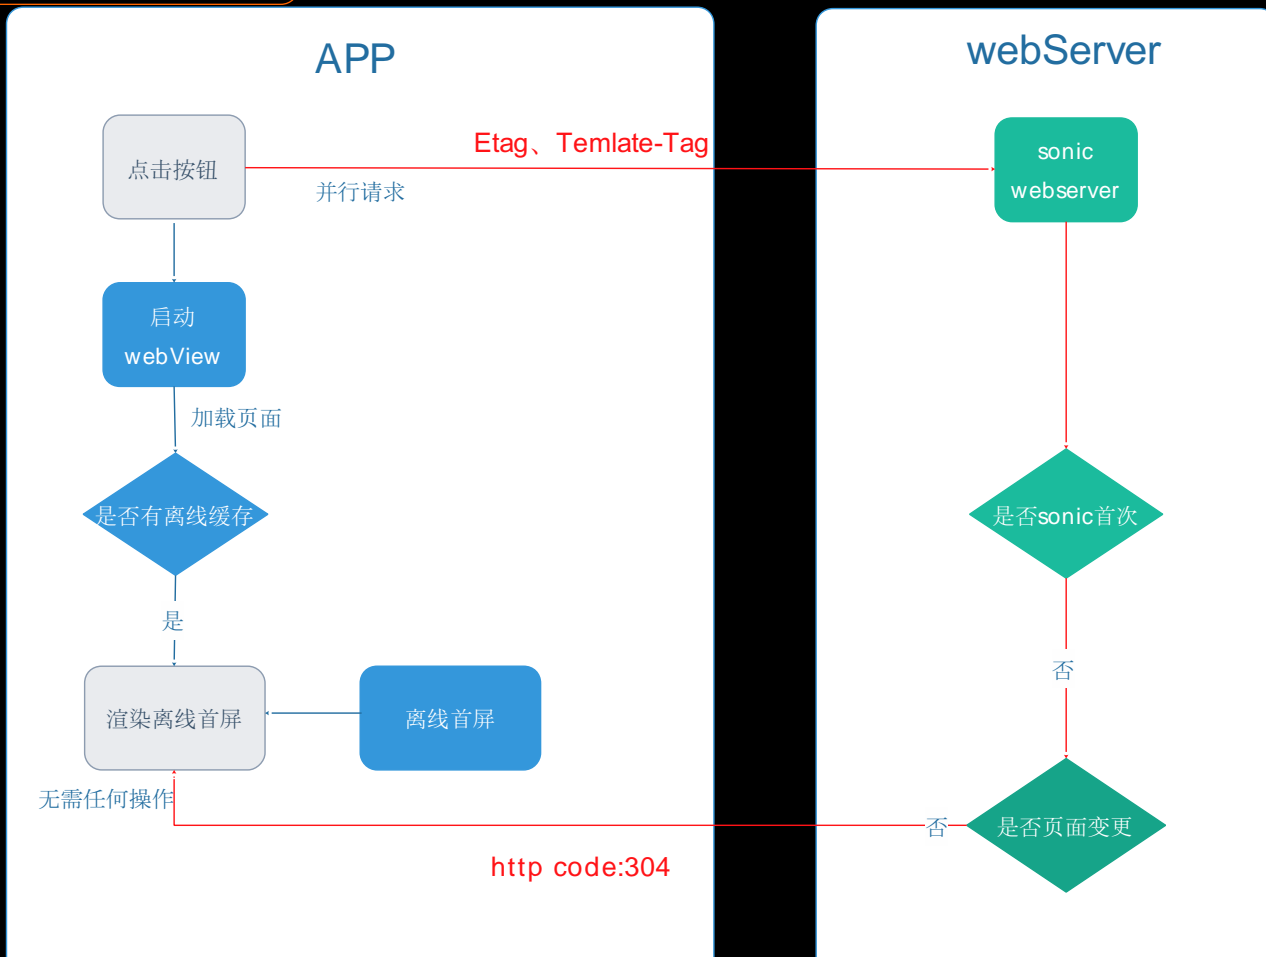 APP
webServer
点击按钮
Etag、Temlate-Tag
并行请求
sonic
webserver
启动
webView
加载页面
是否有离线缓存
是否sonic首次
是
否
渲染离线首屏
离线首屏
无需任何操作
否
是否页面变更
http code:304